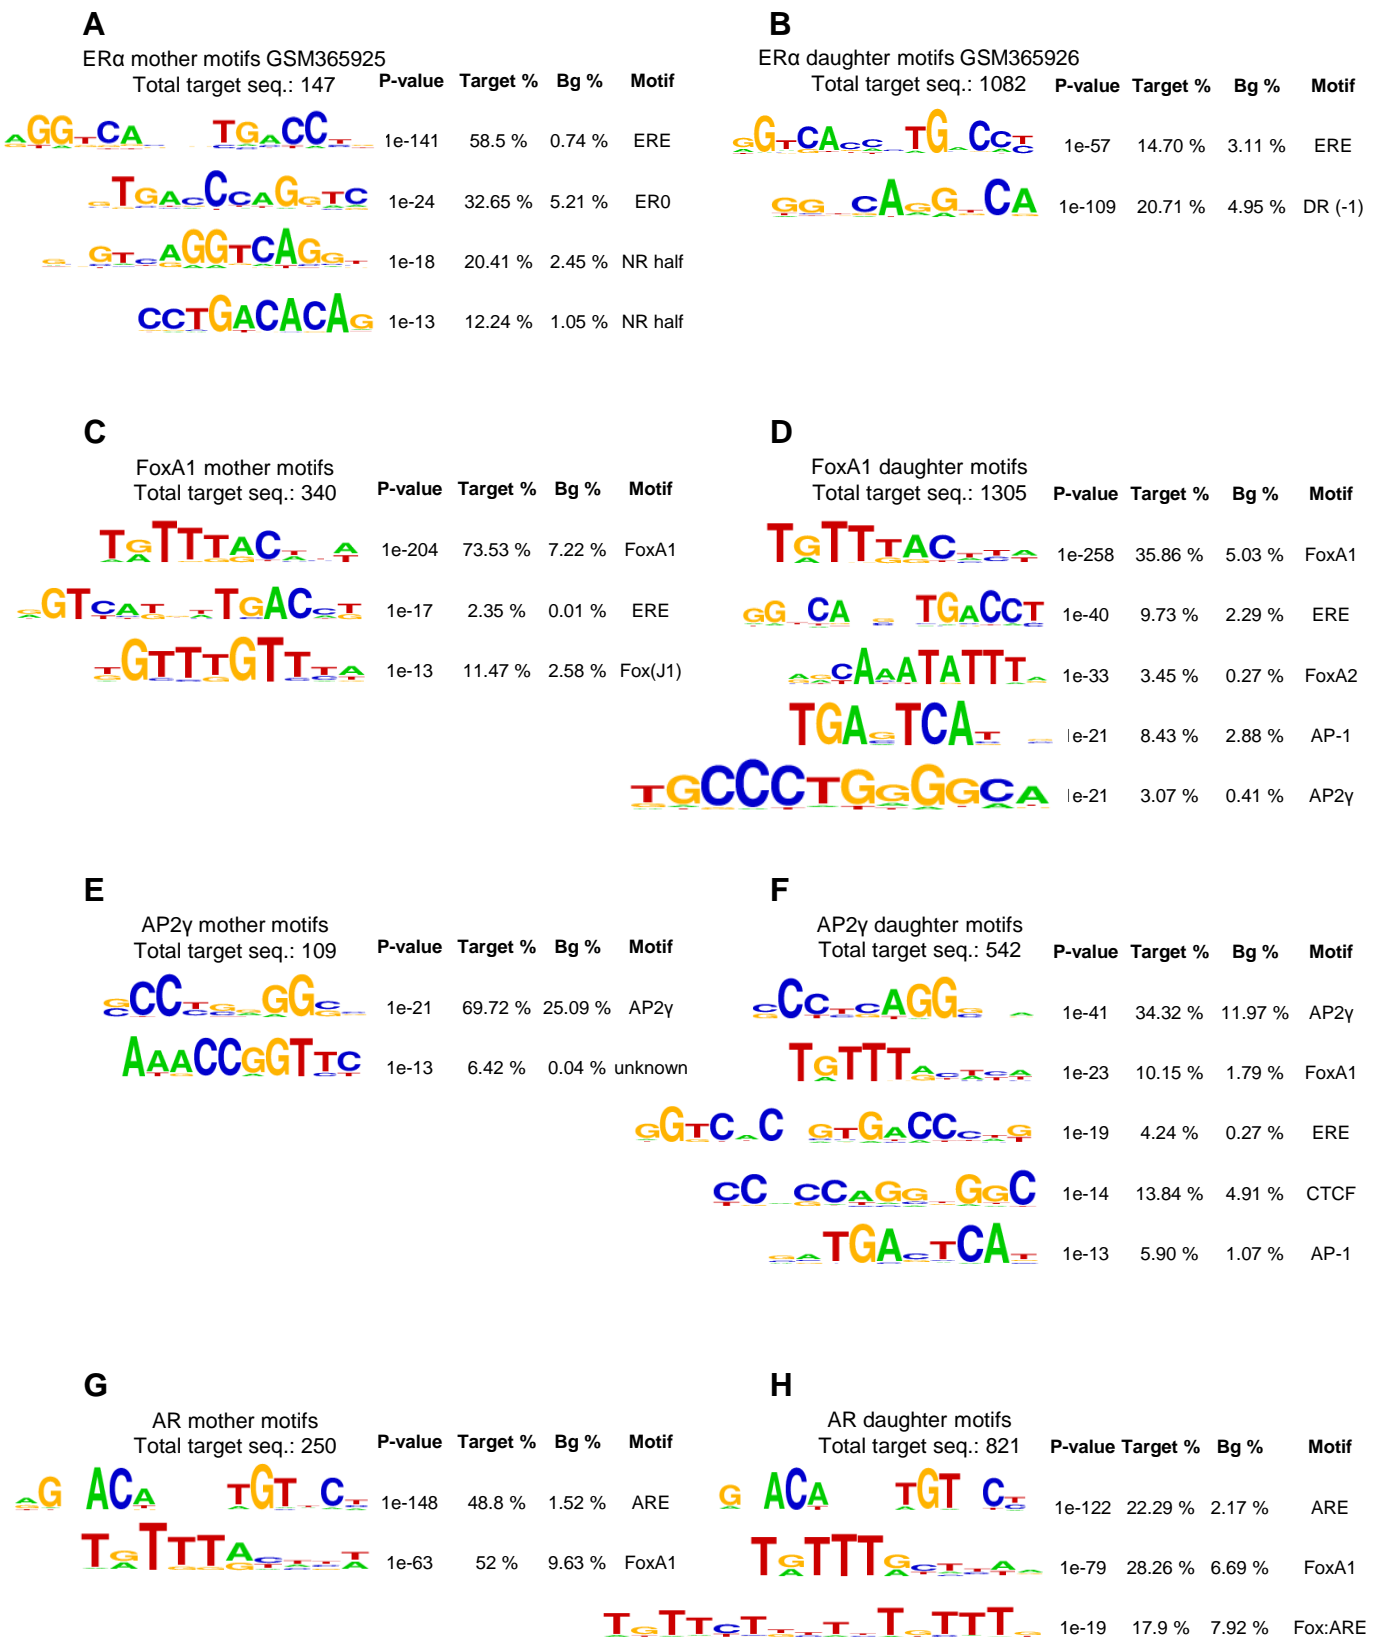 A
ERα mother motifs GSM365925
Total target seq.: 147
P-value Target % Bg % Motif
1e-141 58.5 % 0.74 % ERE
1e-24 32.65 % 5.21 % ER0
1e-18 20.41 % 2.45 % NR half
1e-13 12.24 % 1.05 % NR half
B
ERα daughter motifs GSM365926
Total target seq.: 1082
P-value Target % Bg % Motif
1e-57 14.70 % 3.11 % ERE
1e-109 20.71 % 4.95 % DR (-1)
C
FoxA1 mother motifs
Total target seq.: 340
P-value Target % Bg % Motif
1e-204 73.53 % 7.22 % FoxA1
1e-17 2.35 % 0.01 % ERE
1e-13 11.47 % 2.58 % Fox(J1)
D
FoxA1 daughter motifs
Total target seq.: 1305
P-value Target % Bg % Motif
1e-258 35.86 % 5.03 % FoxA1
1e-40 9.73 % 2.29 % ERE
1e-33 3.45 % 0.27 % FoxA2
1e-21 8.43 % 2.88 % AP-1
1e-21 3.07 % 0.41 % AP2γ
E
AP2γ mother motifs
Total target seq.: 109
P-value Target % Bg % Motif
1e-21 69.72 % 25.09 % AP2γ
1e-13 6.42 % 0.04 % unknown
F
AP2γ daughter motifs
Total target seq.: 542
P-value Target % Bg % Motif
1e-41 34.32 % 11.97 % AP2γ
1e-23 10.15 % 1.79 % FoxA1
1e-19 4.24 % 0.27 % ERE
1e-14 13.84 % 4.91 % CTCF
1e-13 5.90 % 1.07 % AP-1
G
AR mother motifs
Total target seq.: 250
P-value Target % Bg % Motif
1e-148 48.8 % 1.52 % ARE
1e-63 52 % 9.63 % FoxA1
H
AR daughter motifs
Total target seq.: 821
P-value Target % Bg % Motif
1e-122 22.29 % 2.17 % ARE
1e-79 28.26 % 6.69 % FoxA1
1e-19 17.9 % 7.92 % Fox:ARE